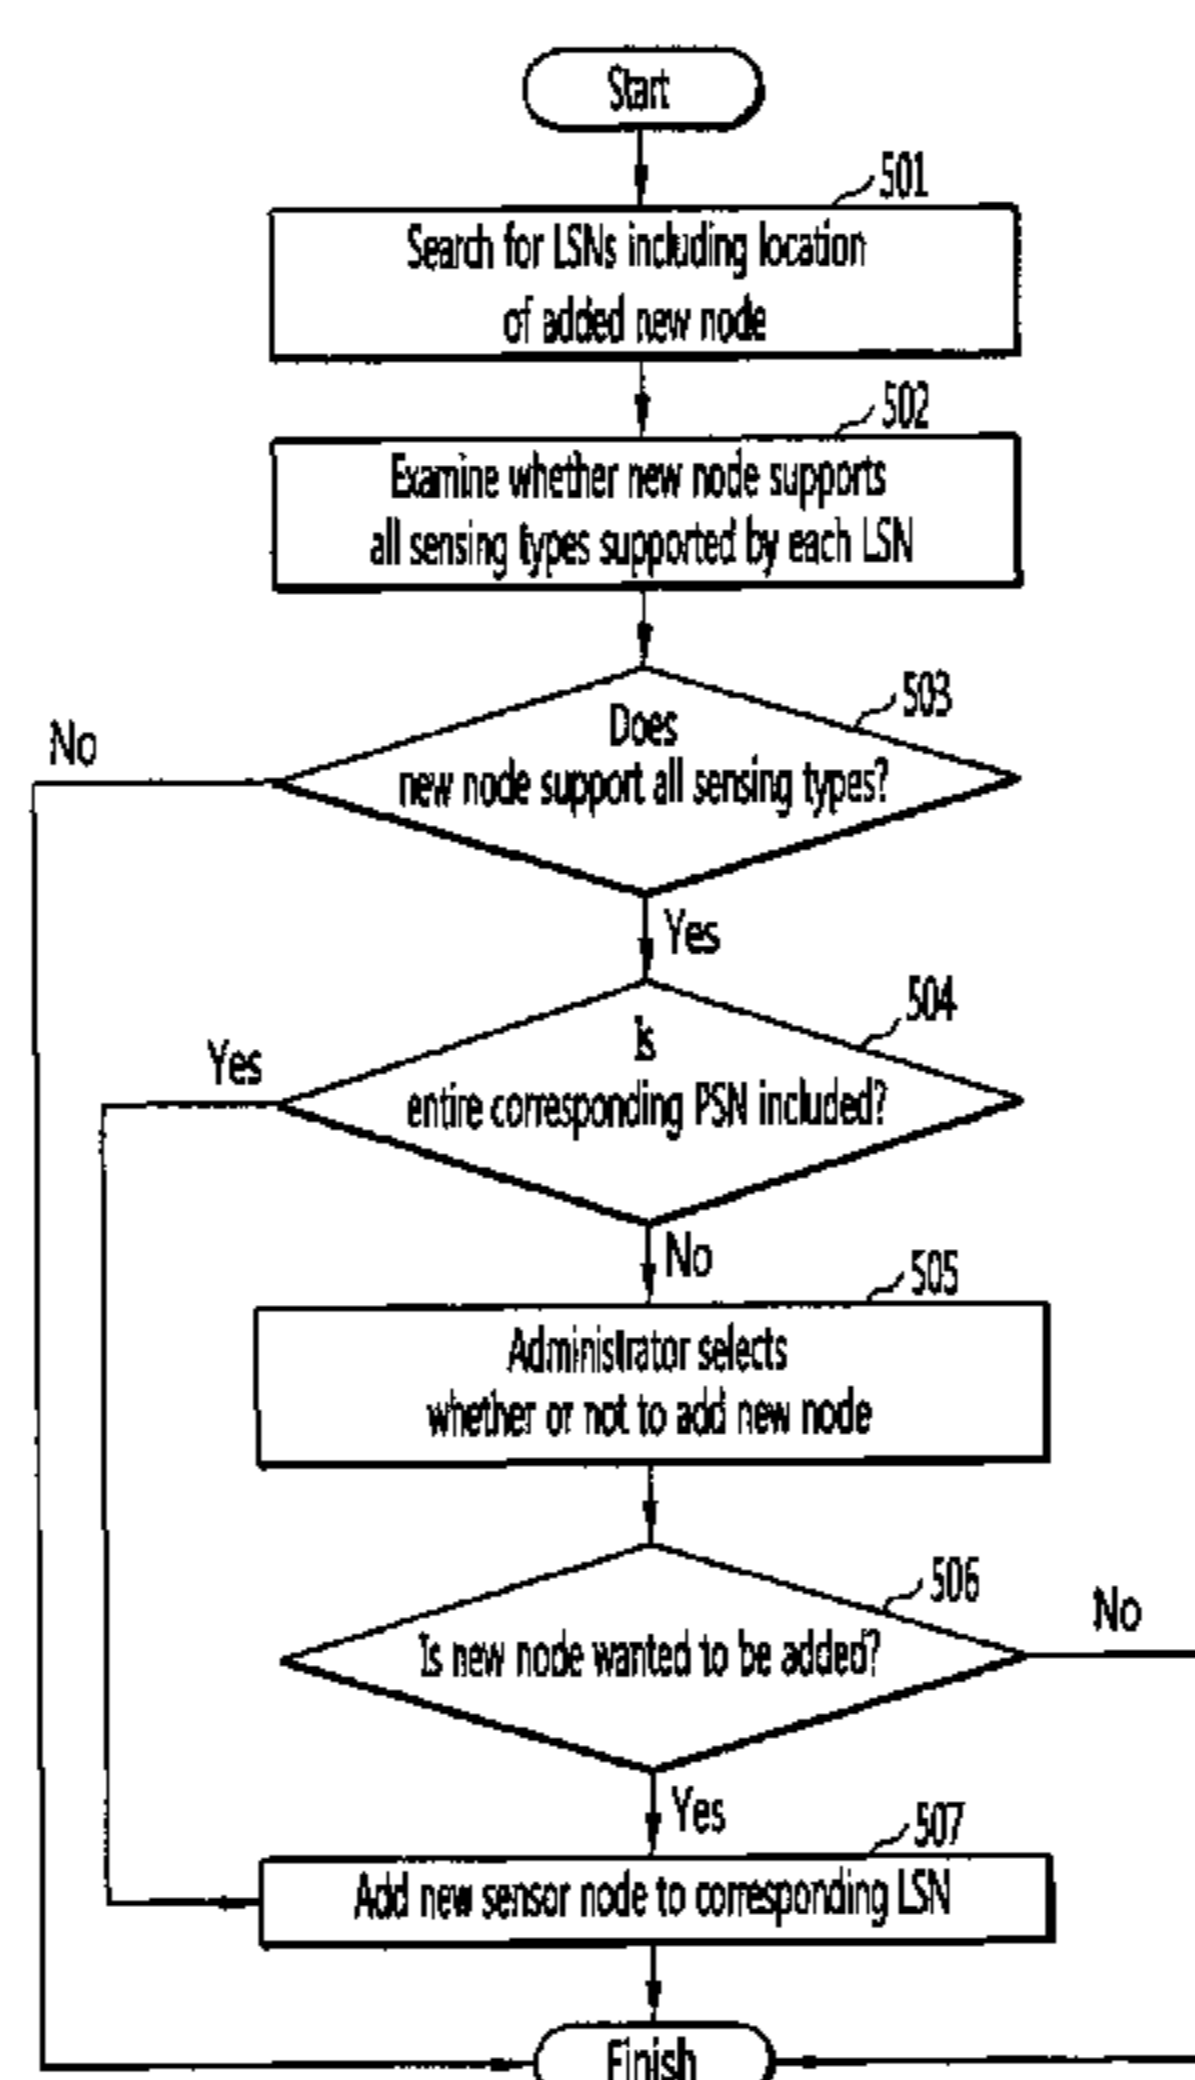 Start
501
Search for LSNs including location
of added new node
502
Examine whether new node supports
all sensing types supported by each LSN
503
No
Does
new node support all sensing types?
Yes
504
Yes
Is
entire corresponding PSN included?
No
505
Administrator selects
whether or not to add new node
506
No
Is new node wanted to be added?
Yes
507
Add new sensor node to corresponding LSN
Finish